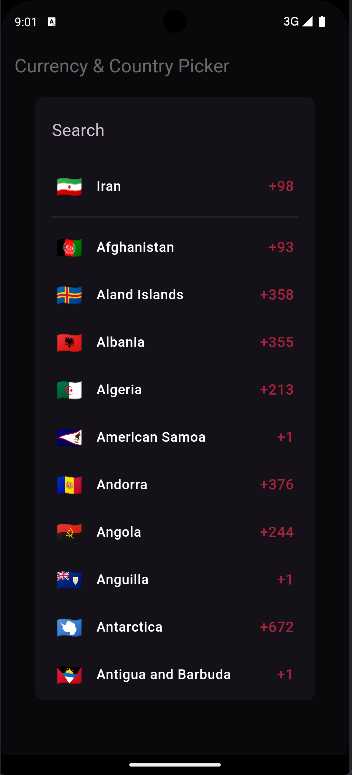 9:01 A 3G
Currency & Country Picker
Search
Iran +98
Afghanistan +93
Aland Islands +358
Albania +355
Algeria +213
American Samoa +1
Andorra +376
Angola +244
Anguilla +1
Antarctica +672
Antigua and Barbuda +1